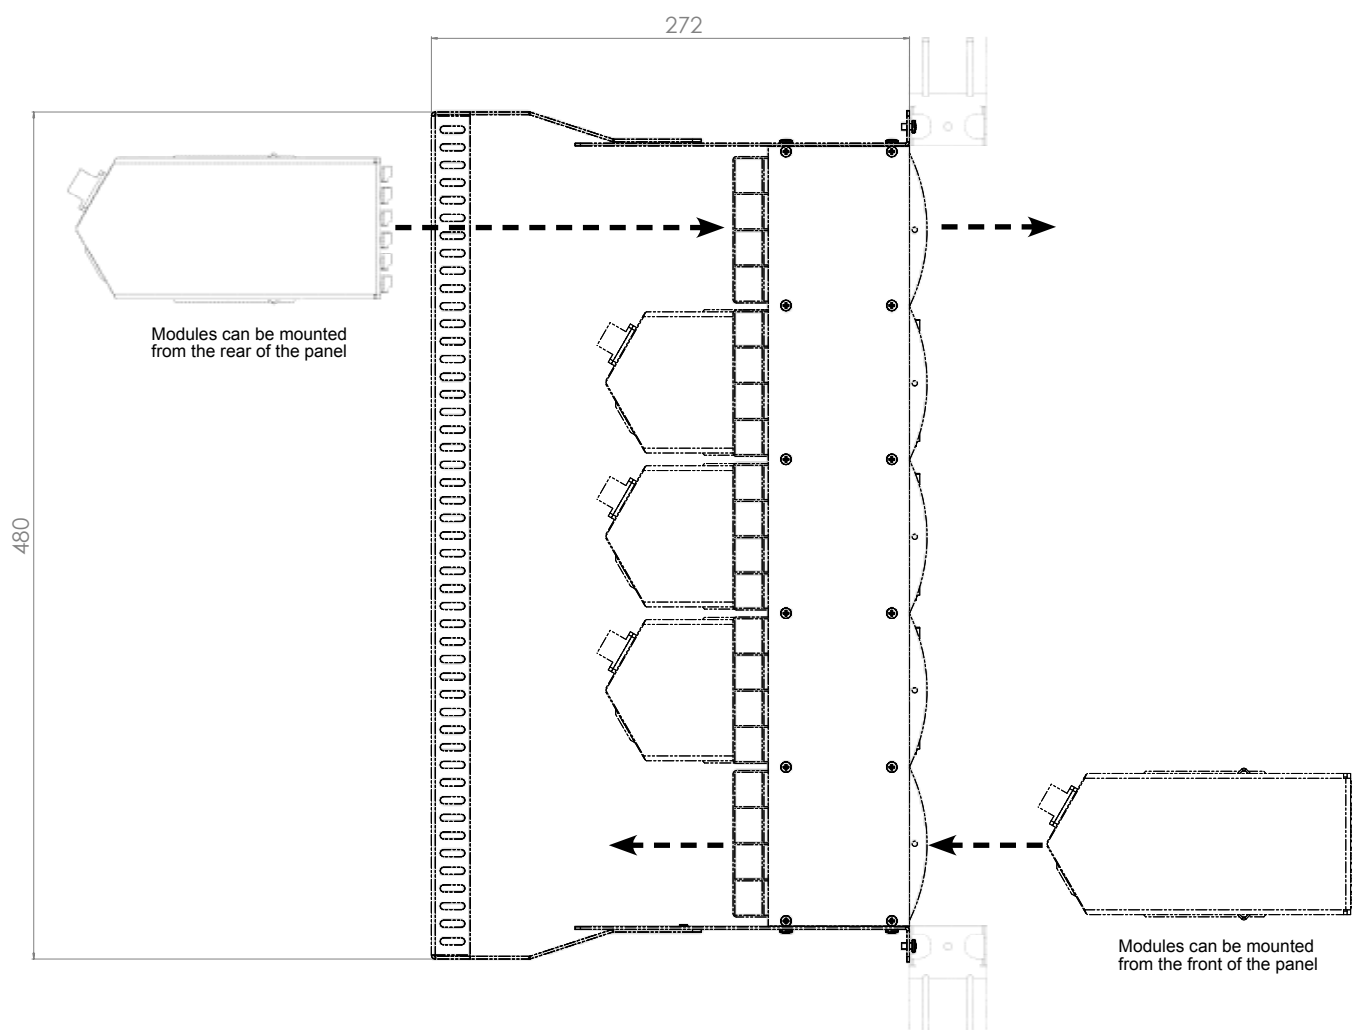 272
Modules can be mounted
from the rear of the panel
480
Modules can be mounted
from the front of the panel